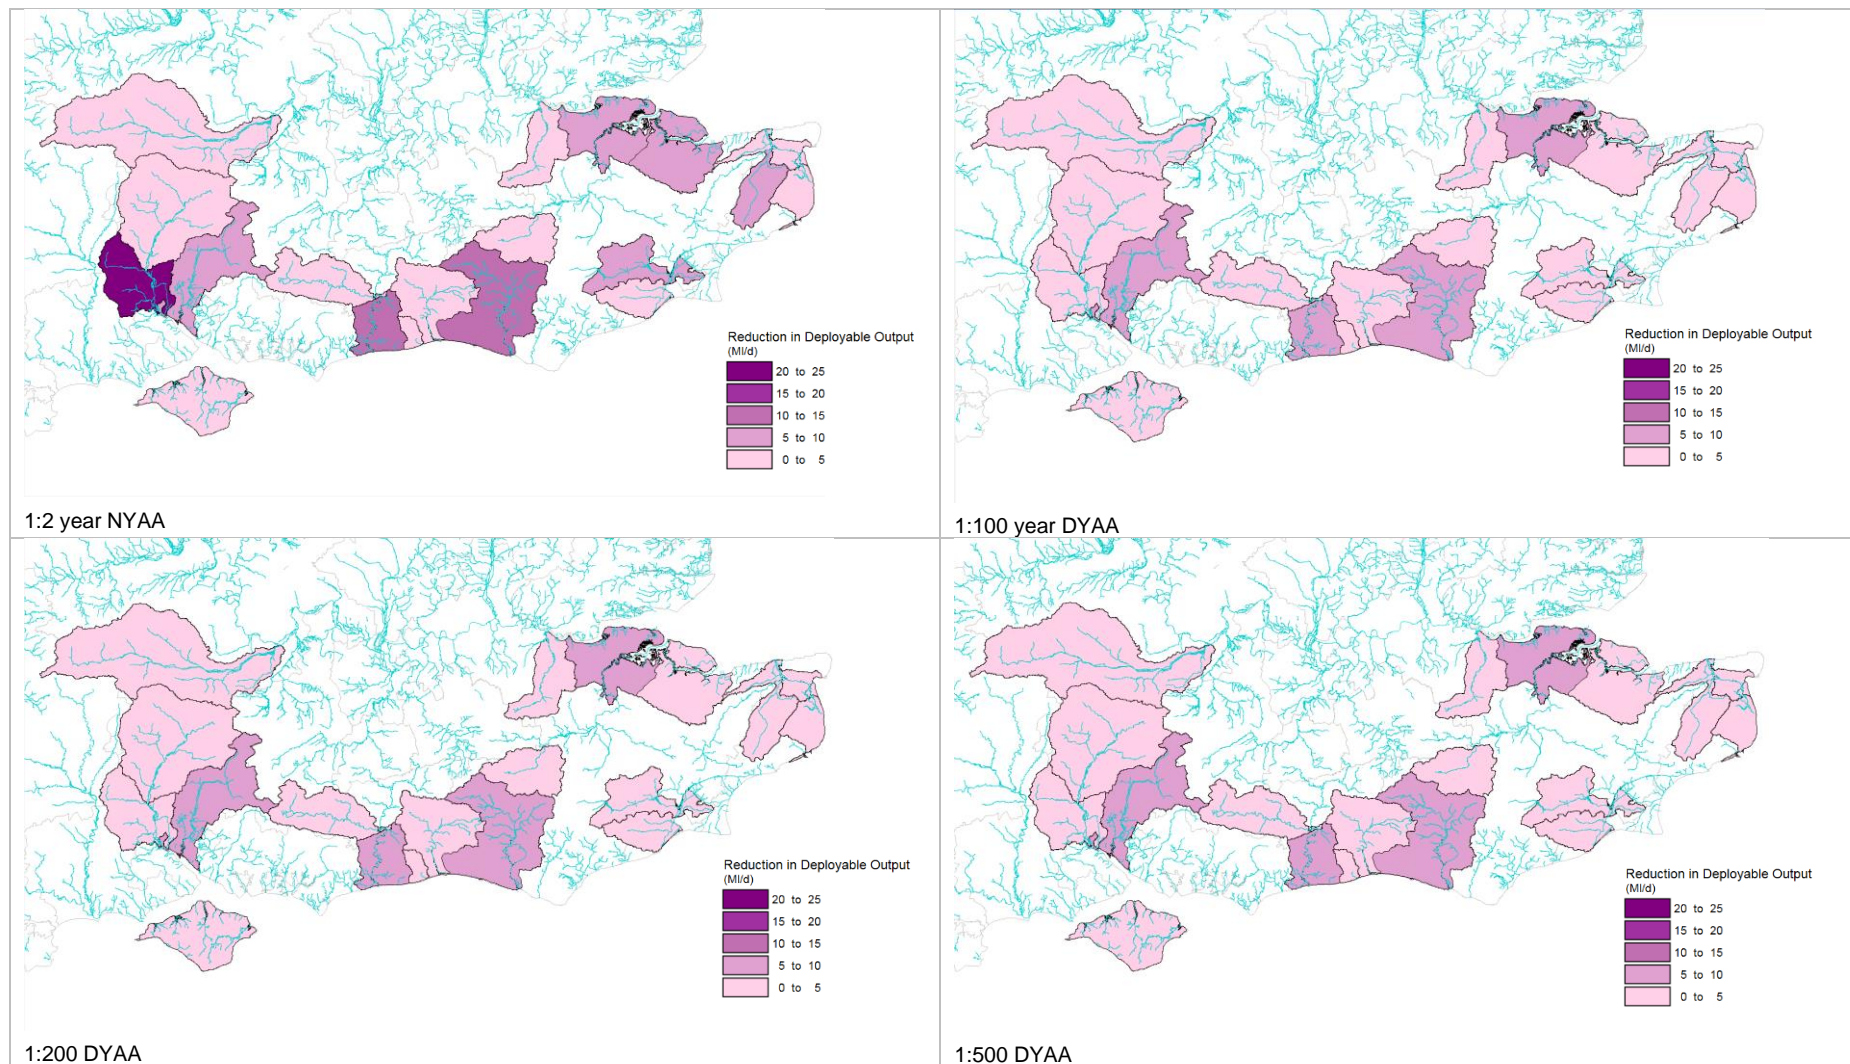 Reduction in Deployable Output
(Ml/d)
20 to 25
15 to 20
10 to 15
5 to 10
0 to 5
1:2 year NYAA
Reduction in Deployable Output
(Ml/d)
20 to 25
15 to 20
10 to 15
5 to 10
0 to 5
1:100 year DYAA
Reduction in Deployable Output
(Ml/d)
20 to 25
15 to 20
10 to 15
5 to 10
0 to 5
1:200 DYAA
Reduction in Deployable Output
(Ml/d)
20 to 25
15 to 20
10 to 15
5 to 10
0 to 5
1:500 DYAA